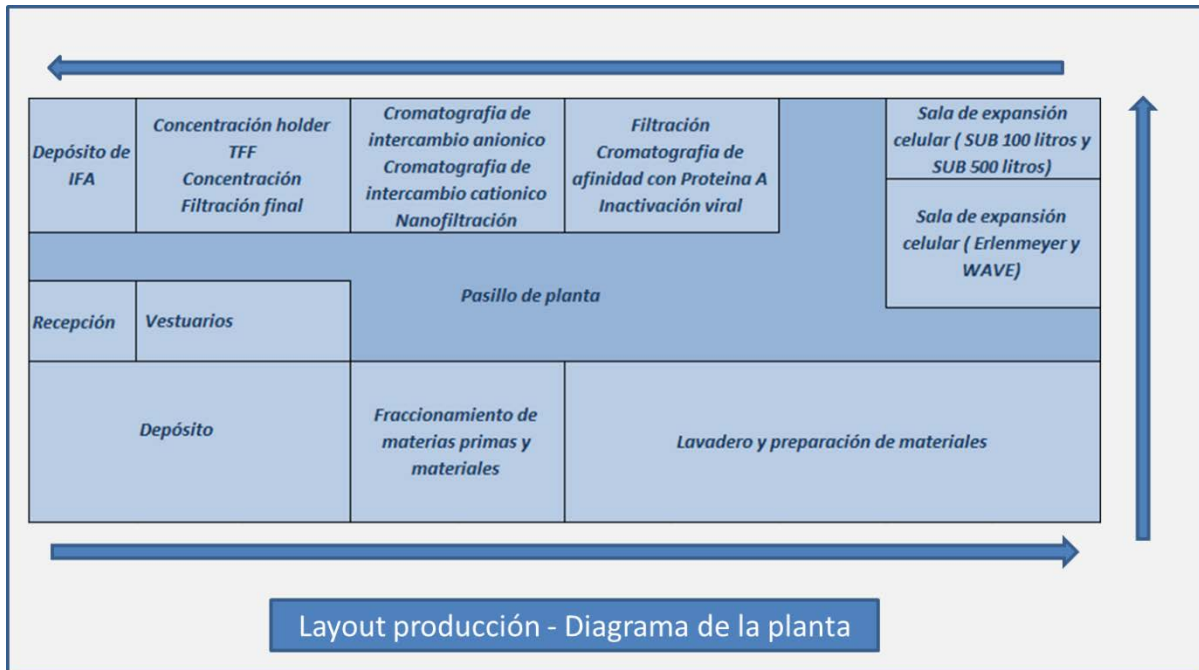 Depósito de
IFA
Concentración holder
TFF
Concentración
Filtración final
Cromatografia de
intercambio anionico
Cromatografia de
intercambio cationico
Nanofiltración
Filtración
Cromatografia de
afinidad con Proteina A
Inactivación viral
Sala de expansión
celular ( SUB 100 litros y
SUB 500 litros)
Sala de expansión
celular ( Erlenmeyer y
WAVE)
Pasillo de planta
Recepción
Vestuarios
Depósito
Fraccionamiento de
materias primas y
materiales
Lavadero y preparación de materiales
Layout producción - Diagrama de la planta